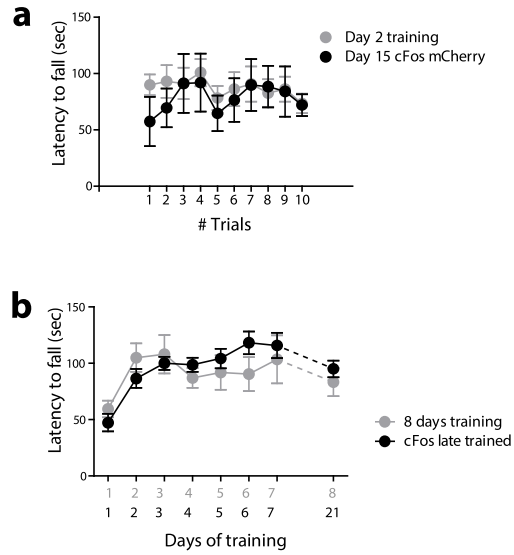 a
Latency to fall (sec)
150
100
50
0
Day 2 training
Day 15 cFos mCherry
1 2 3 4 5 6 7 8 9 10
# Trials
b
Latency to fall (sec)
150
100
50
0
8 days training
cFos late trained
1 2 3 4 5 6 7 8
1 2 3 4 5 6 7 21
Days of training